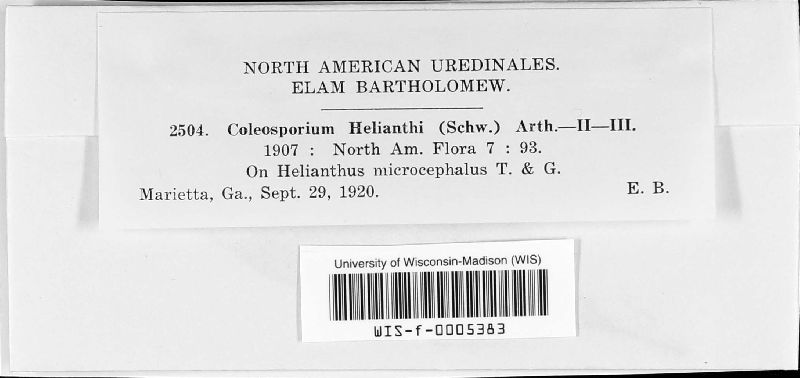 NORTH AMERICAN UREDINALES.
ELAM BARTHOLOMEW.
2504. Coleosporium Helianthi (Schw.) Arth.—II—III.
1907 : North Am. Flora 7 : 93.
On Helianthus microcephalus T. & G.
Marietta, Ga., Sept. 29, 1920. E. B.
University of Wisconsin-Madison (WIS)
WIS-f-0005383